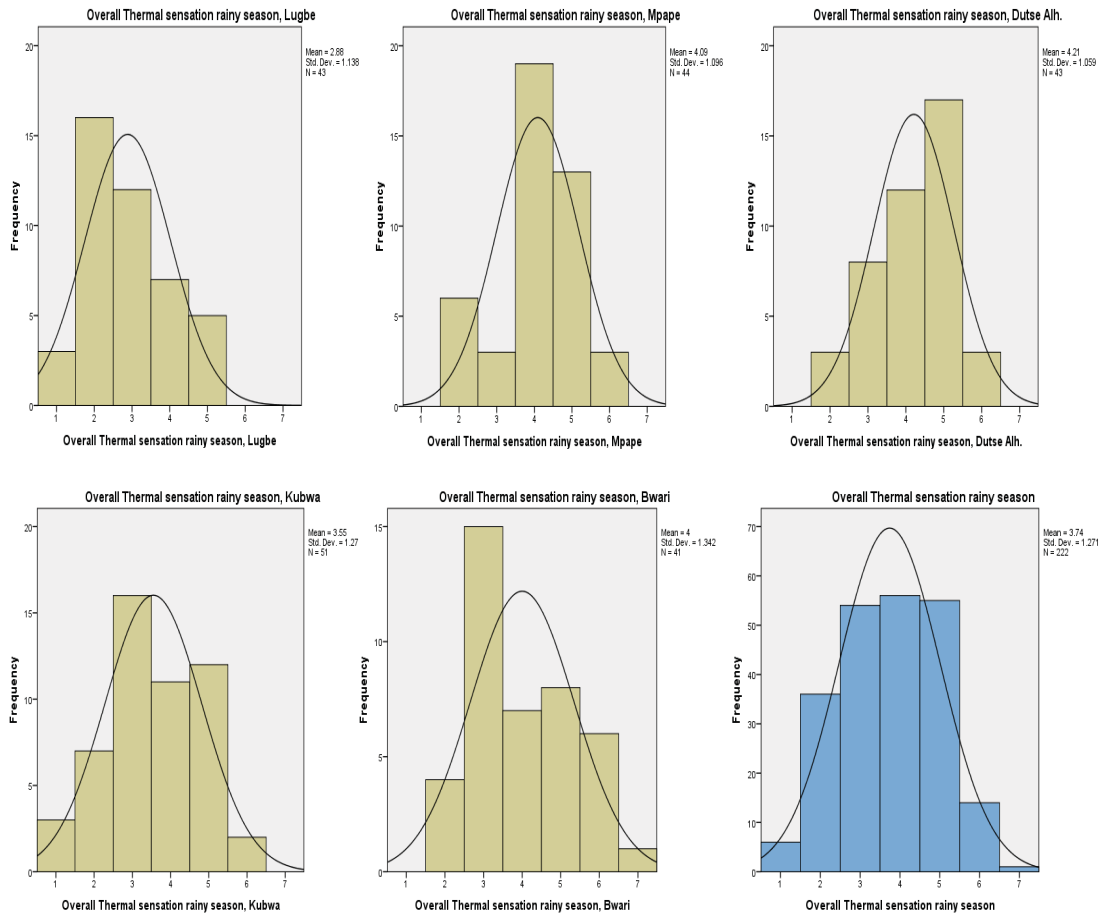 Overall Thermal sensation rainy season, Lugbe
Mean = 2.88
Std. Dev. = 1.138
N = 43
Frequency
20
15
10
5
0
1 2 3 4 5 6 7
Overall Thermal sensation rainy season, Lugbe
Overall Thermal sensation rainy season, Mpape
Mean = 4.09
Std. Dev. = 1.096
N = 44
Frequency
20
15
10
5
0
1 2 3 4 5 6 7
Overall Thermal sensation rainy season, Mpape
Overall Thermal sensation rainy season, Dutse Alh.
Mean = 4.21
Std. Dev. = 1.059
N = 43
Frequency
20
15
10
5
0
1 2 3 4 5 6 7
Overall Thermal sensation rainy season, Dutse Alh.
Overall Thermal sensation rainy season, Kubwa
Mean = 3.55
Std. Dev. = 1.27
N = 51
Frequency
20
15
10
5
0
1 2 3 4 5 6 7
Overall Thermal sensation rainy season, Kubwa
Overall Thermal sensation rainy season, Bwari
Mean = 4
Std. Dev. = 1.342
N = 41
Frequency
15
10
5
0
1 2 3 4 5 6 7
Overall Thermal sensation rainy season, Bwari
Overall Thermal sensation rainy season
Mean = 3.74
Std. Dev. = 1.271
N = 222
Frequency
70
60
50
40
30
20
10
0
1 2 3 4 5 6 7
Overall Thermal sensation rainy season